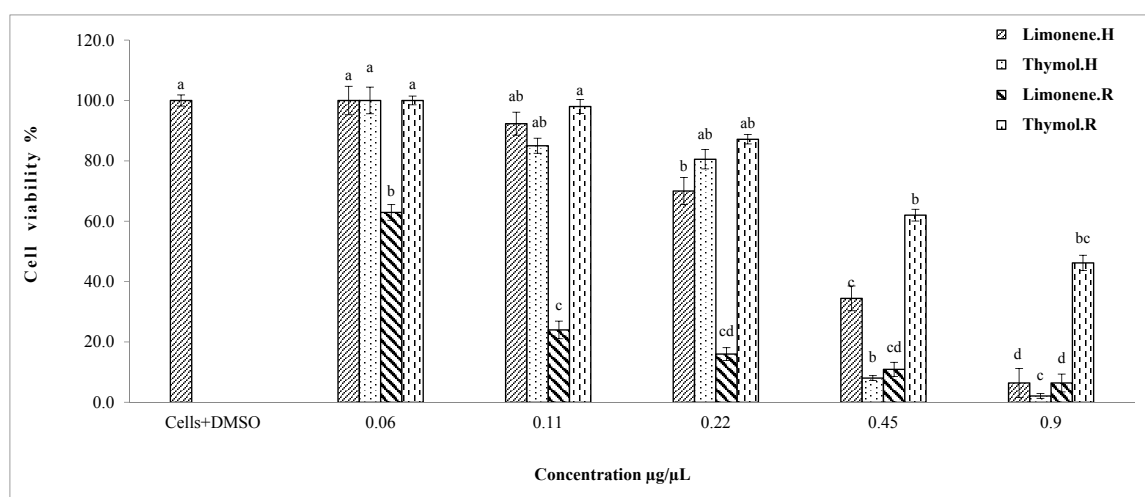 120.0
100.0
80.0
60.0
40.0
20.0
0.0
Cell viability %
Limonene.H
Thymol.H
Limonene.R
Thymol.R
a
a a b a
ab ab c a
b ab cd ab
c b cd b
d c d bc
Cells+DMSO 0.06 0.11 0.22 0.45 0.9
Concentration µg/µL